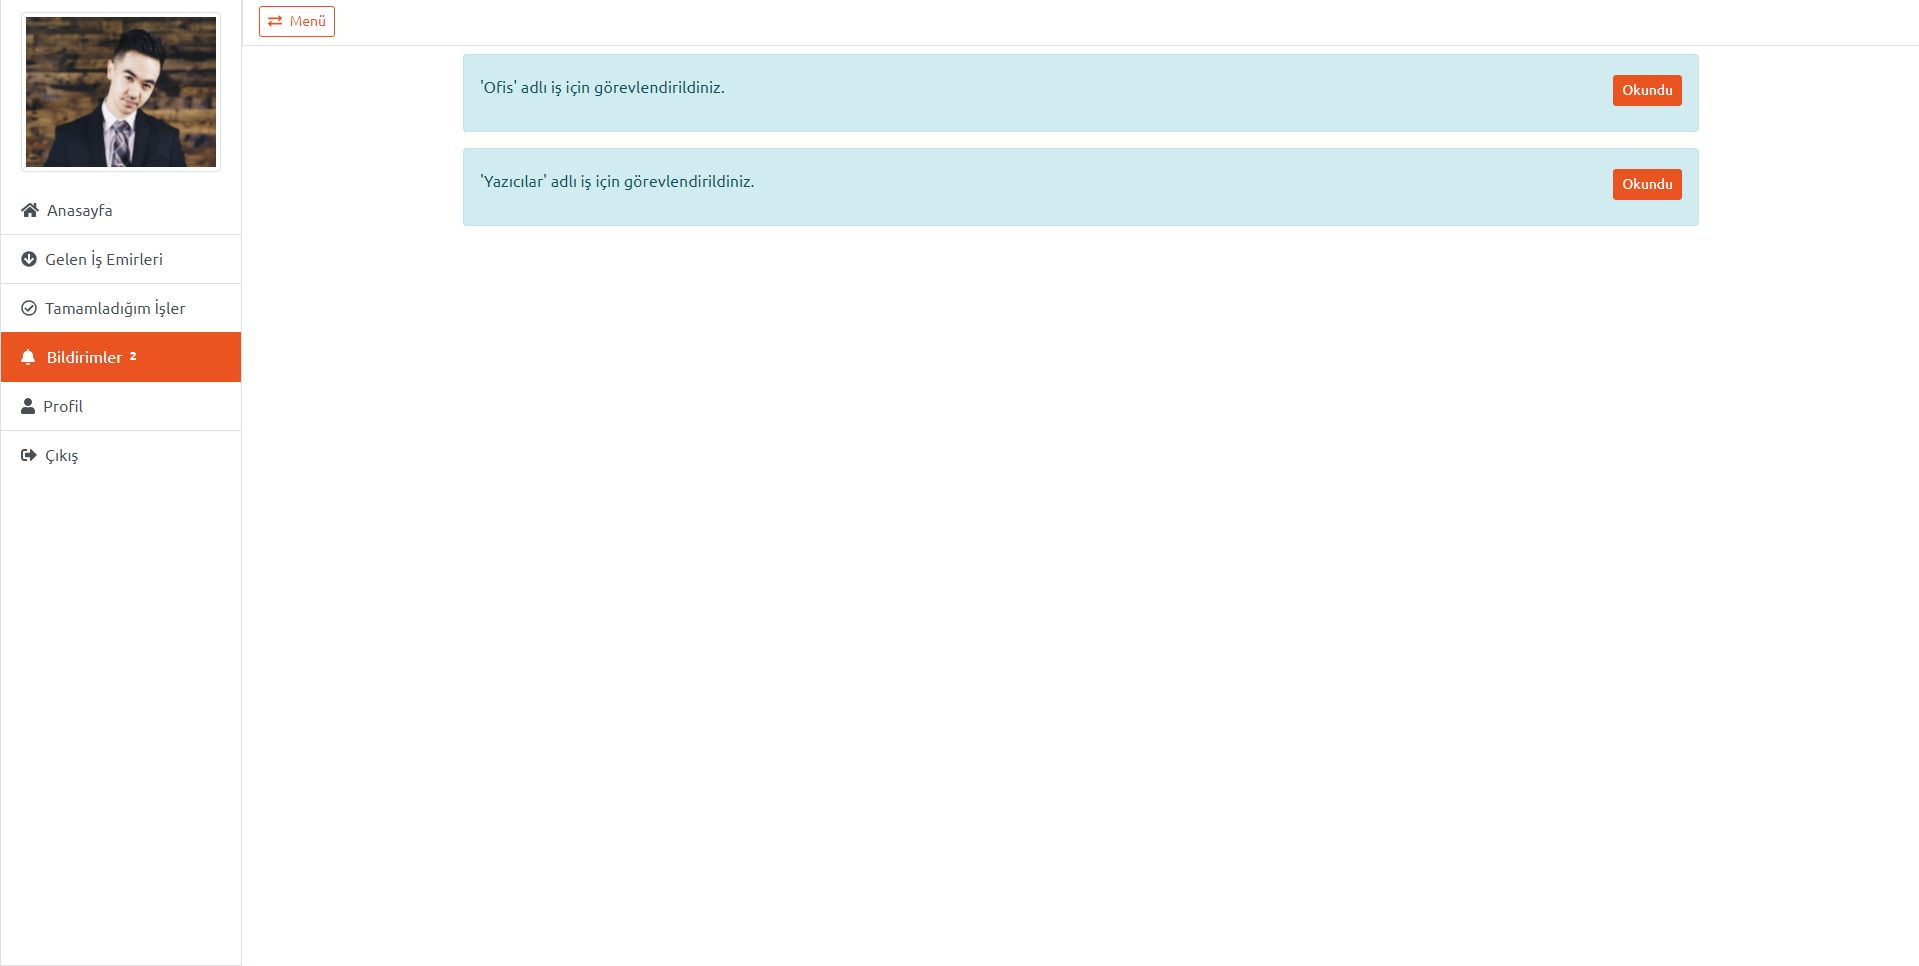 Menü
'Ofis' adlı iş için görevlendirildiniz.
Okundu
'Yazıcılar' adlı iş için görevlendirildiniz.
Okundu
Anasayfa
Gelen İş Emirleri
Tamamladığım İşler
Bildirimler 2
Profil
Çıkış